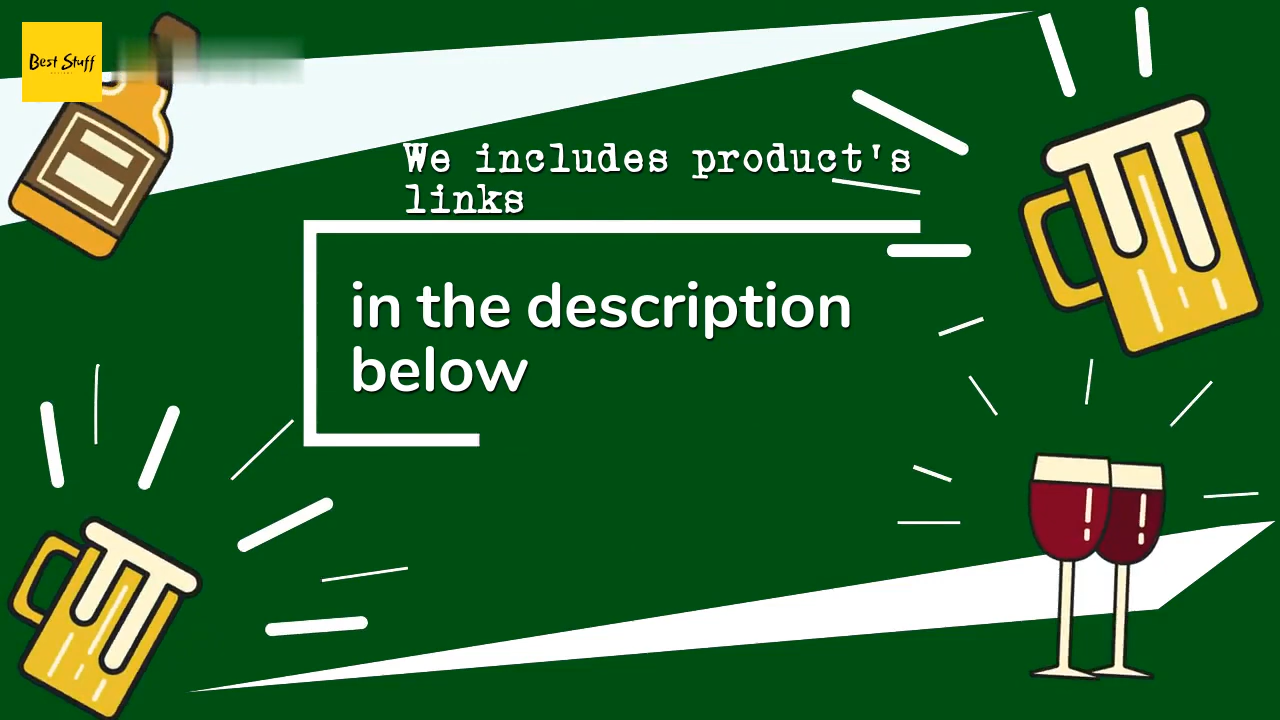 Best Stuff
We includes product's
links
in the description
below